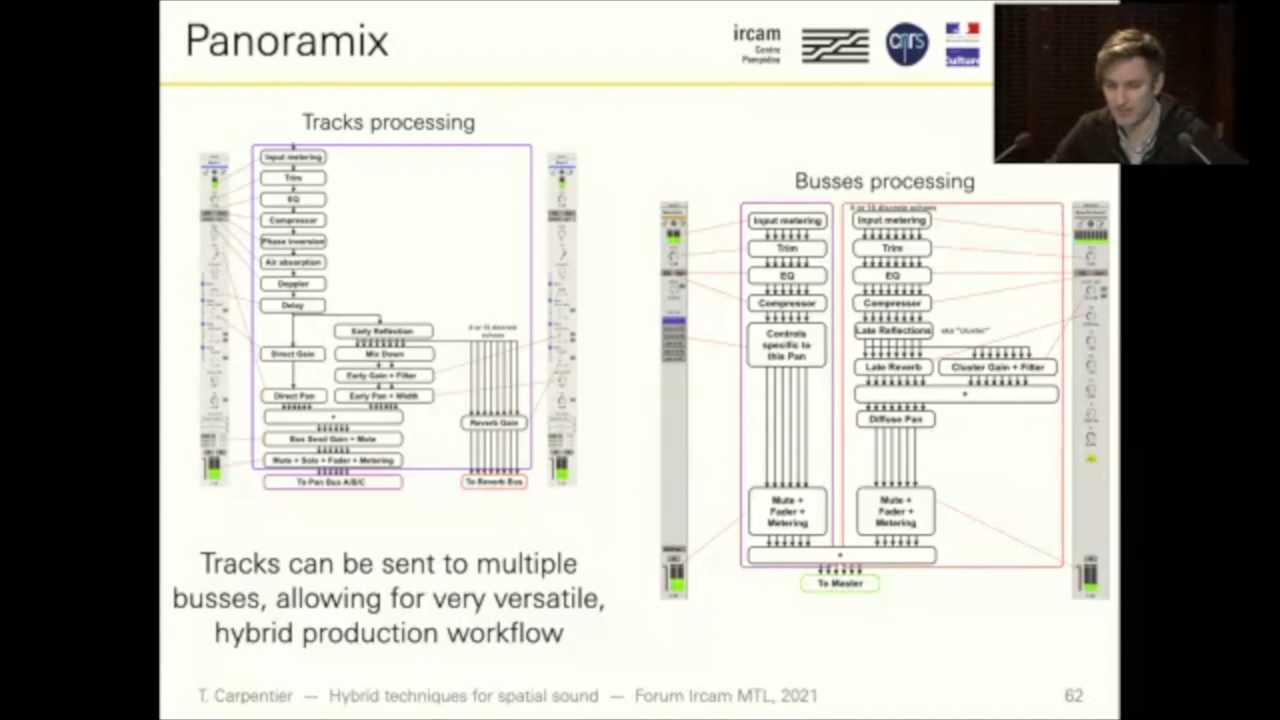 Panoramix
ircam
Centre
Pompidou
cnrs
Culture
Tracks processing
Input metering
Trim
EQ
Compressor
Phase inversion
Air absorption
Doppler
Delay
Early Reflection
Direct Gain
Mix Down
Early Gain + Filter
Direct Pan
Early Pan + Width
+
Reverb Gain
Bus Send Gain + Mute
Mute + Solo + Fader + Metering
To Pan Bus A/B/C
To Reverb Bus
Tracks can be sent to multiple
busses, allowing for very versatile,
hybrid production workflow
Busses processing
Input metering
Trim
EQ
Compressor
Controls
specific to
this Pan
Mute +
Fader +
Metering
Input metering
Trim
EQ
Compressor
Late Reflections
aka "cluster"
Late Reverb
Cluster Gain + Filter
+
Diffuse Pan
Mute +
Fader +
Metering
+
To Master
T. Carpentier — Hybrid techniques for spatial sound — Forum Ircam MTL, 2021
62